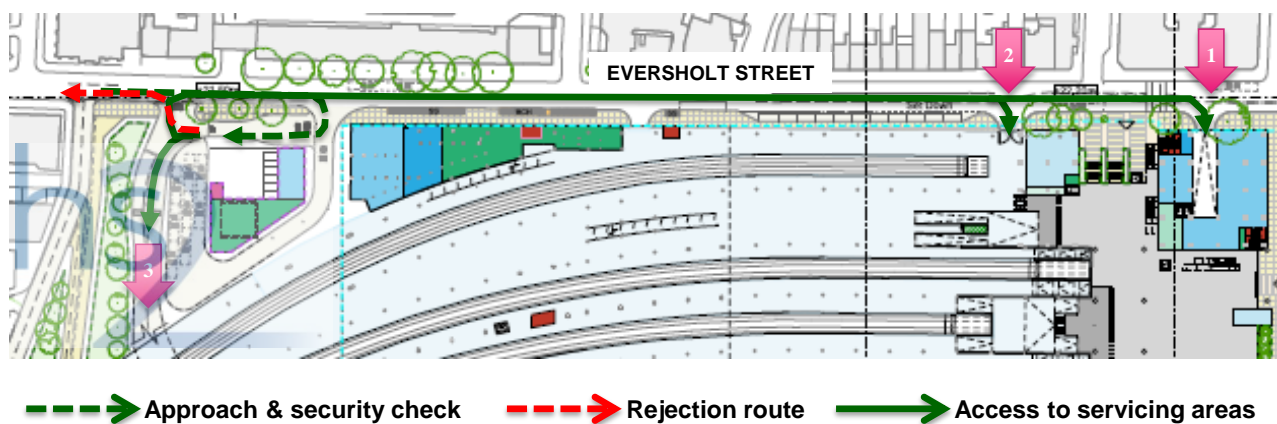 2
1
EVERSHOLT STREET
3
Approach & security check
Rejection route
Access to servicing areas